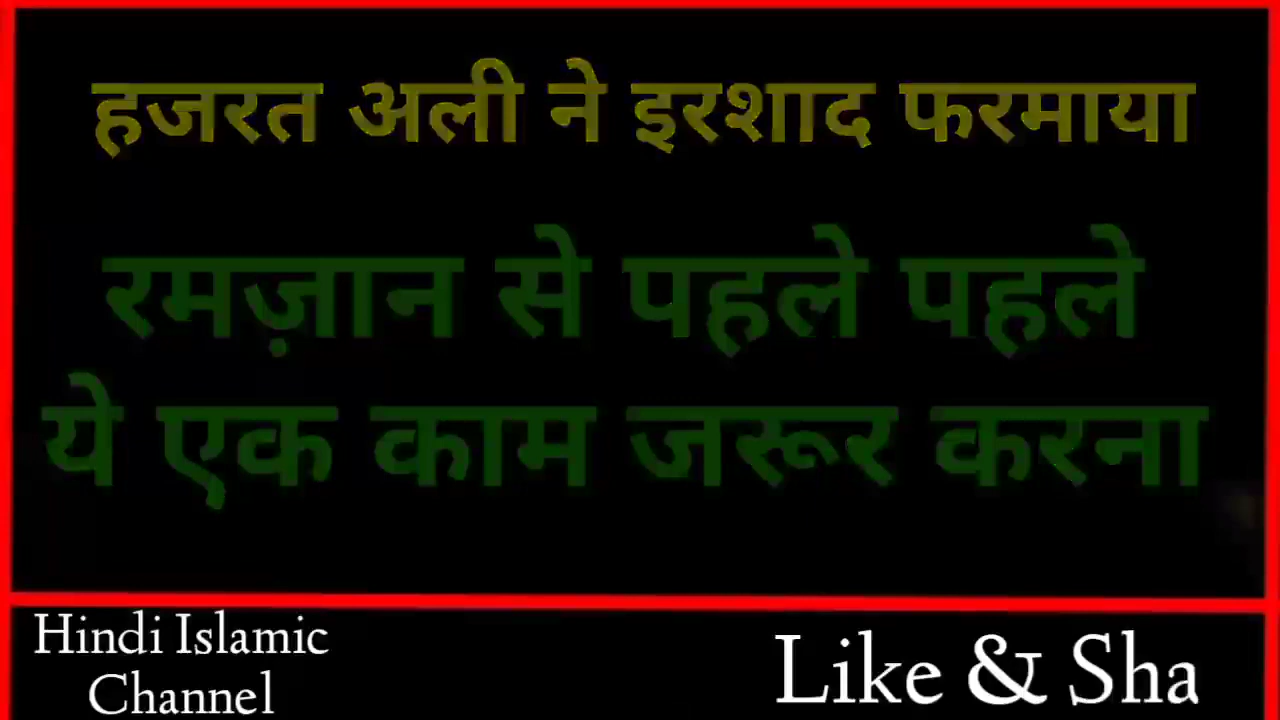 हजरत अली ने इरशाद फरमाया
रमज़ान से पहले पहले
ये एक काम जरूर करना
Hindi Islamic
Channel
Like & Sha